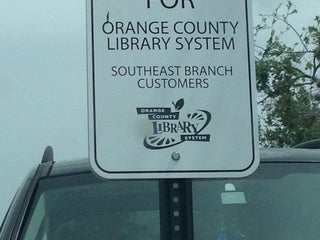 FOR
ORANGE COUNTY
LIBRARY SYSTEM
SOUTHEAST BRANCH
CUSTOMERS
ORANGE
COUNTY
LIBRARY
SYSTEM